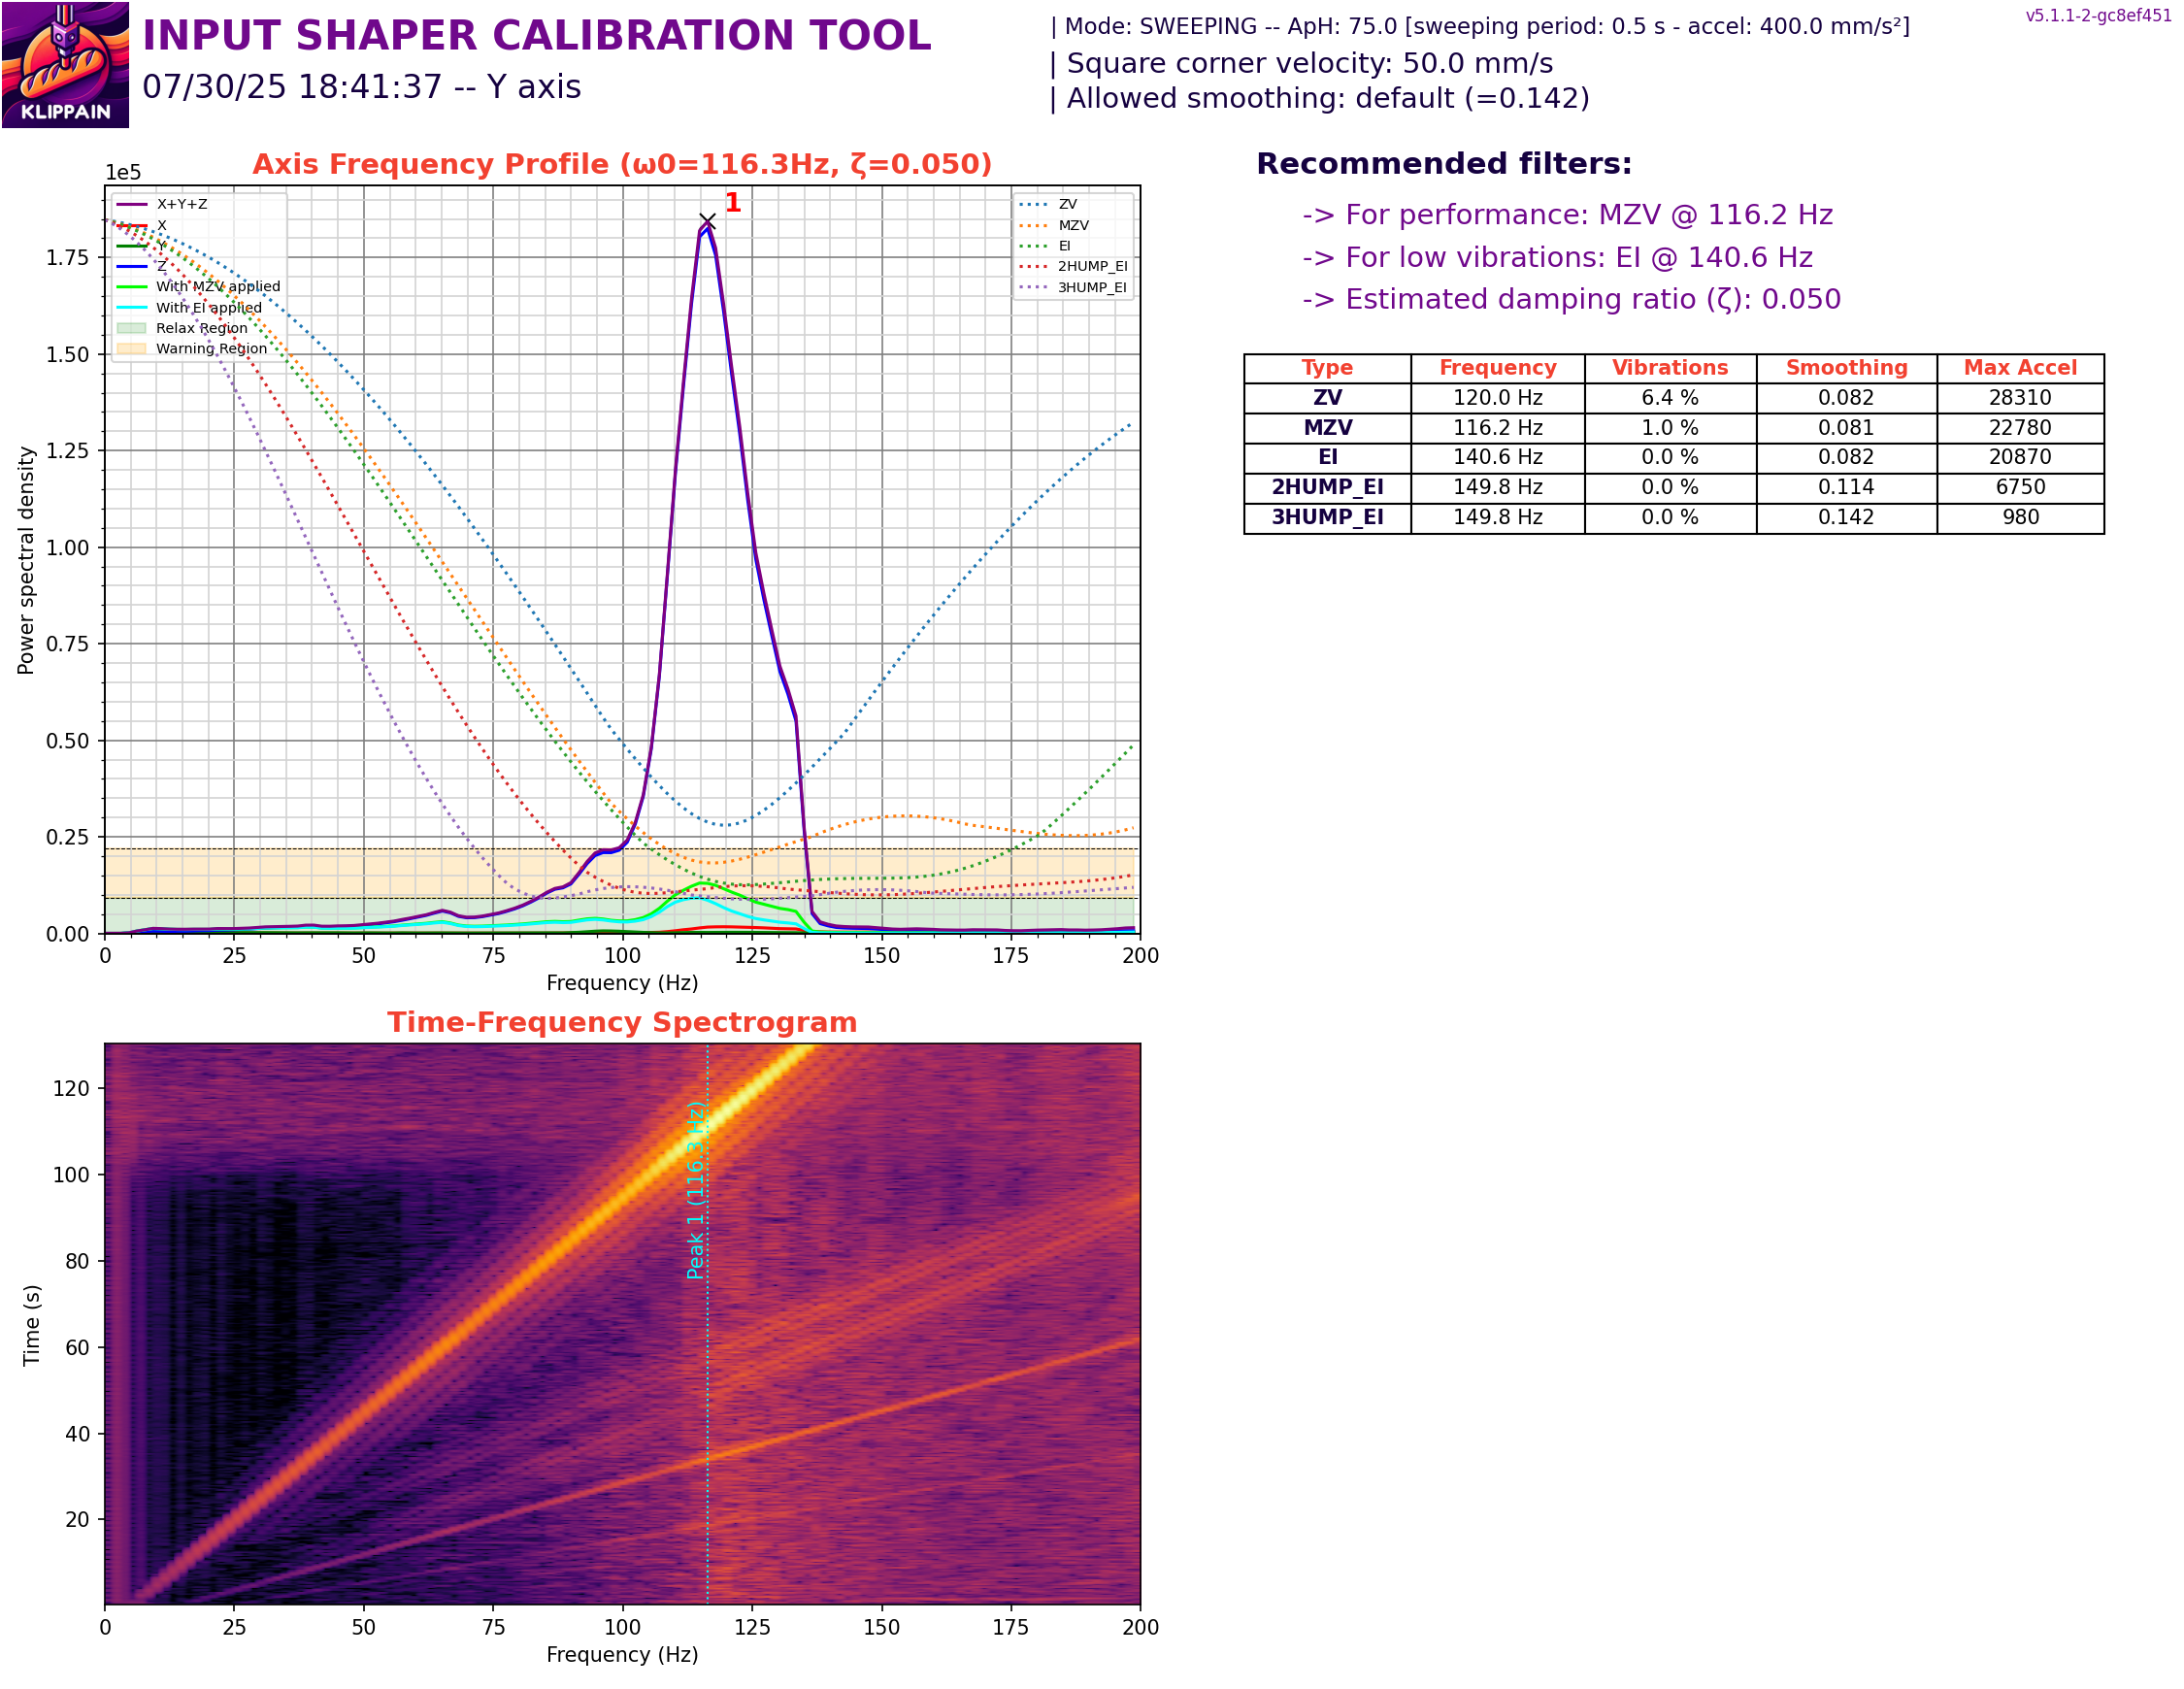 KLIPPAIN
INPUT SHAPER CALIBRATION TOOL
07/30/25 18:41:37 -- Y axis
| Mode: SWEEPING -- ApH: 75.0 [sweeping period: 0.5 s - accel: 400.0 mm/s²]
| Square corner velocity: 50.0 mm/s
| Allowed smoothing: default (=0.142)
v5.1.1-2-gc8ef451
Axis Frequency Profile (ω0=116.3Hz, ζ=0.050)
1e5
1
X+Y+Z
X
Y
Z
With MZV applied
With EI applied
Relax Region
Warning Region
ZV
MZV
EI
2HUMP_EI
3HUMP_EI
Power spectral density
1.75
1.50
1.25
1.00
0.75
0.50
0.25
0.00
0 25 50 75 100 125 150 175 200
Frequency (Hz)
Recommended filters:
-> For performance: MZV @ 116.2 Hz
-> For low vibrations: EI @ 140.6 Hz
-> Estimated damping ratio (ζ): 0.050
Type Frequency Vibrations Smoothing Max Accel
ZV 120.0 Hz 6.4 % 0.082 28310
MZV 116.2 Hz 1.0 % 0.081 22780
EI 140.6 Hz 0.0 % 0.082 20870
2HUMP_EI 149.8 Hz 0.0 % 0.114 6750
3HUMP_EI 149.8 Hz 0.0 % 0.142 980
Time-Frequency Spectrogram
Time (s)
120
100
80
60
40
20
Peak 1 (116.3 Hz)
0 25 50 75 100 125 150 175 200
Frequency (Hz)